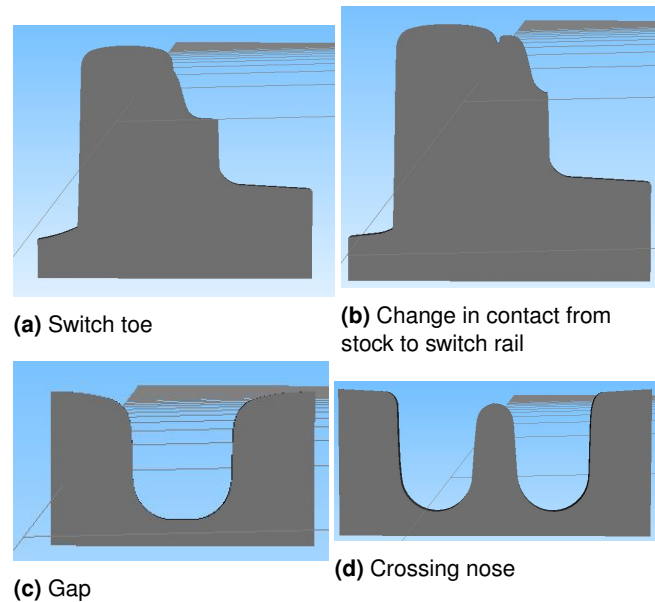 (a) Switch toe
(b) Change in contact from
stock to switch rail
(c) Gap
(d) Crossing nose